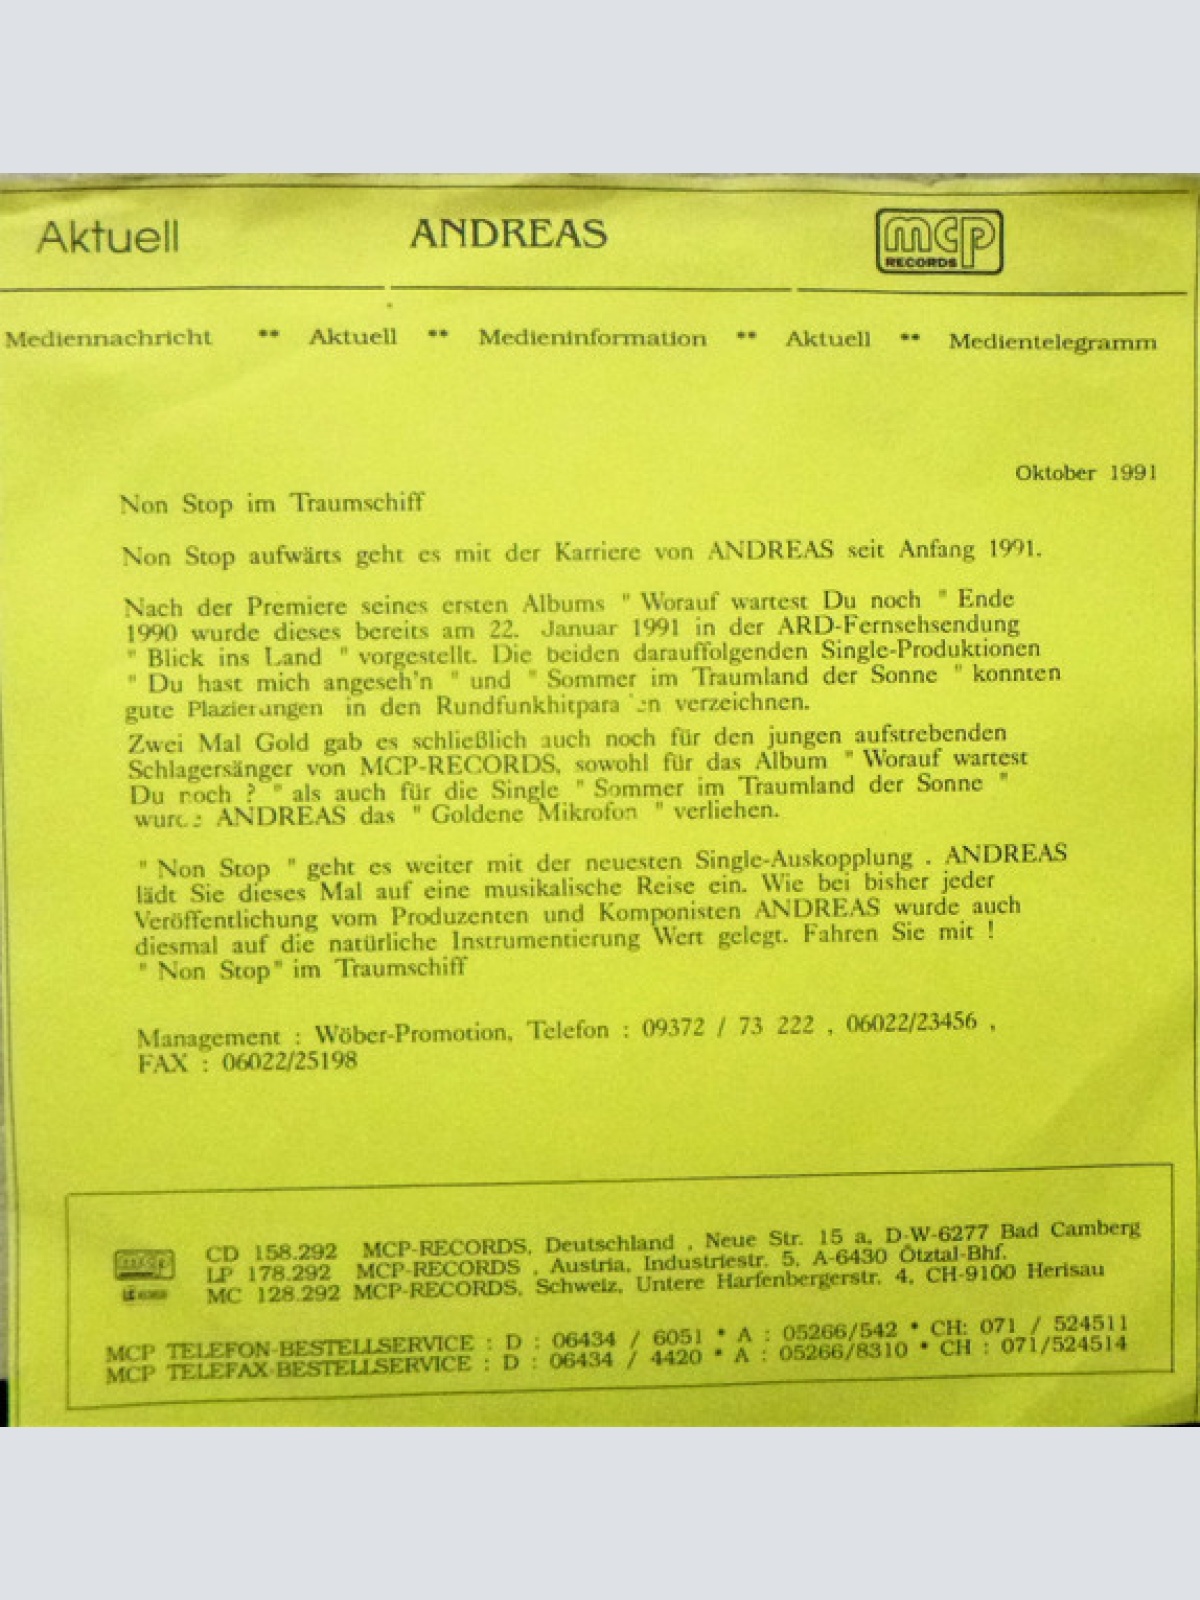 Aktuell ANDREAS mcp RECORDS
Mediennachricht ** Aktuell ** Medieninformation ** Aktuell ** Medientelegramm
Oktober 1991
Non Stop im Traumschiff
Non Stop aufwärts geht es mit der Karriere von ANDREAS seit Anfang 1991.
Nach der Premiere seines ersten Albums " Worauf wartest Du noch " Ende
1990 wurde dieses bereits am 22. Januar 1991 in der ARD-Fernsehsendung
" Blick ins Land " vorgestellt. Die beiden darauffolgenden Single-Produktionen
" Du hast mich angeseh'n " und " Sommer im Traumland der Sonne " konnten
gute Plazierungen in den Rundfunkhitparaden verzeichnen.
Zwei Mal Gold gab es schließlich auch noch für den jungen aufstrebenden
Schlagersänger von MCP-RECORDS, sowohl für das Album " Worauf wartest
Du noch ? " als auch für die Single " Sommer im Traumland der Sonne "
wurde ANDREAS das " Goldene Mikrofon " verliehen.
" Non Stop " geht es weiter mit der neuesten Single-Auskopplung . ANDREAS
lädt Sie dieses Mal auf eine musikalische Reise ein. Wie bei bisher jeder
Veröffentlichung vom Produzenten und Komponisten ANDREAS wurde auch
diesmal auf die natürliche Instrumentierung Wert gelegt. Fahren Sie mit !
" Non Stop" im Traumschiff
Management : Wöber-Promotion, Telefon : 09372 / 73 222 , 06022/23456 ,
FAX : 06022/25198
mcp
CD 158.292 MCP-RECORDS, Deutschland , Neue Str. 15 a, D-W-6277 Bad Camberg
LP 178.292 MCP-RECORDS , Austria, Industriestr. 5, A-6430 Ötztal-Bhf.
MC 128.292 MCP-RECORDS, Schweiz, Untere Harfenbergerstr. 4, CH-9100 Herisau
MCP TELEFON-BESTELLSERVICE : D : 06434 / 6051 * A : 05266/542 * CH: 071 / 524511
MCP TELEFAX-BESTELLSERVICE : D : 06434 / 4420 * A : 05266/8310 * CH : 071/524514